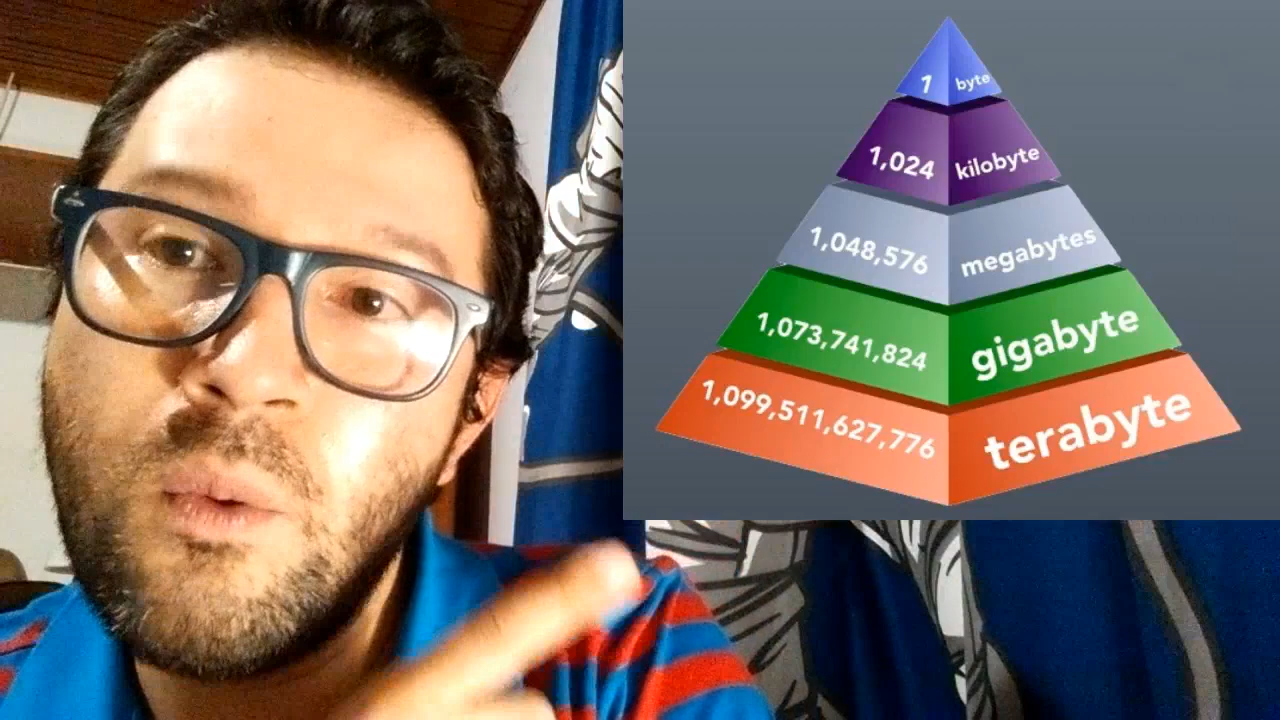 1 byte
1,024 kilobyte
1,048,576 megabytes
1,073,741,824 gigabyte
1,099,511,627,776 terabyte